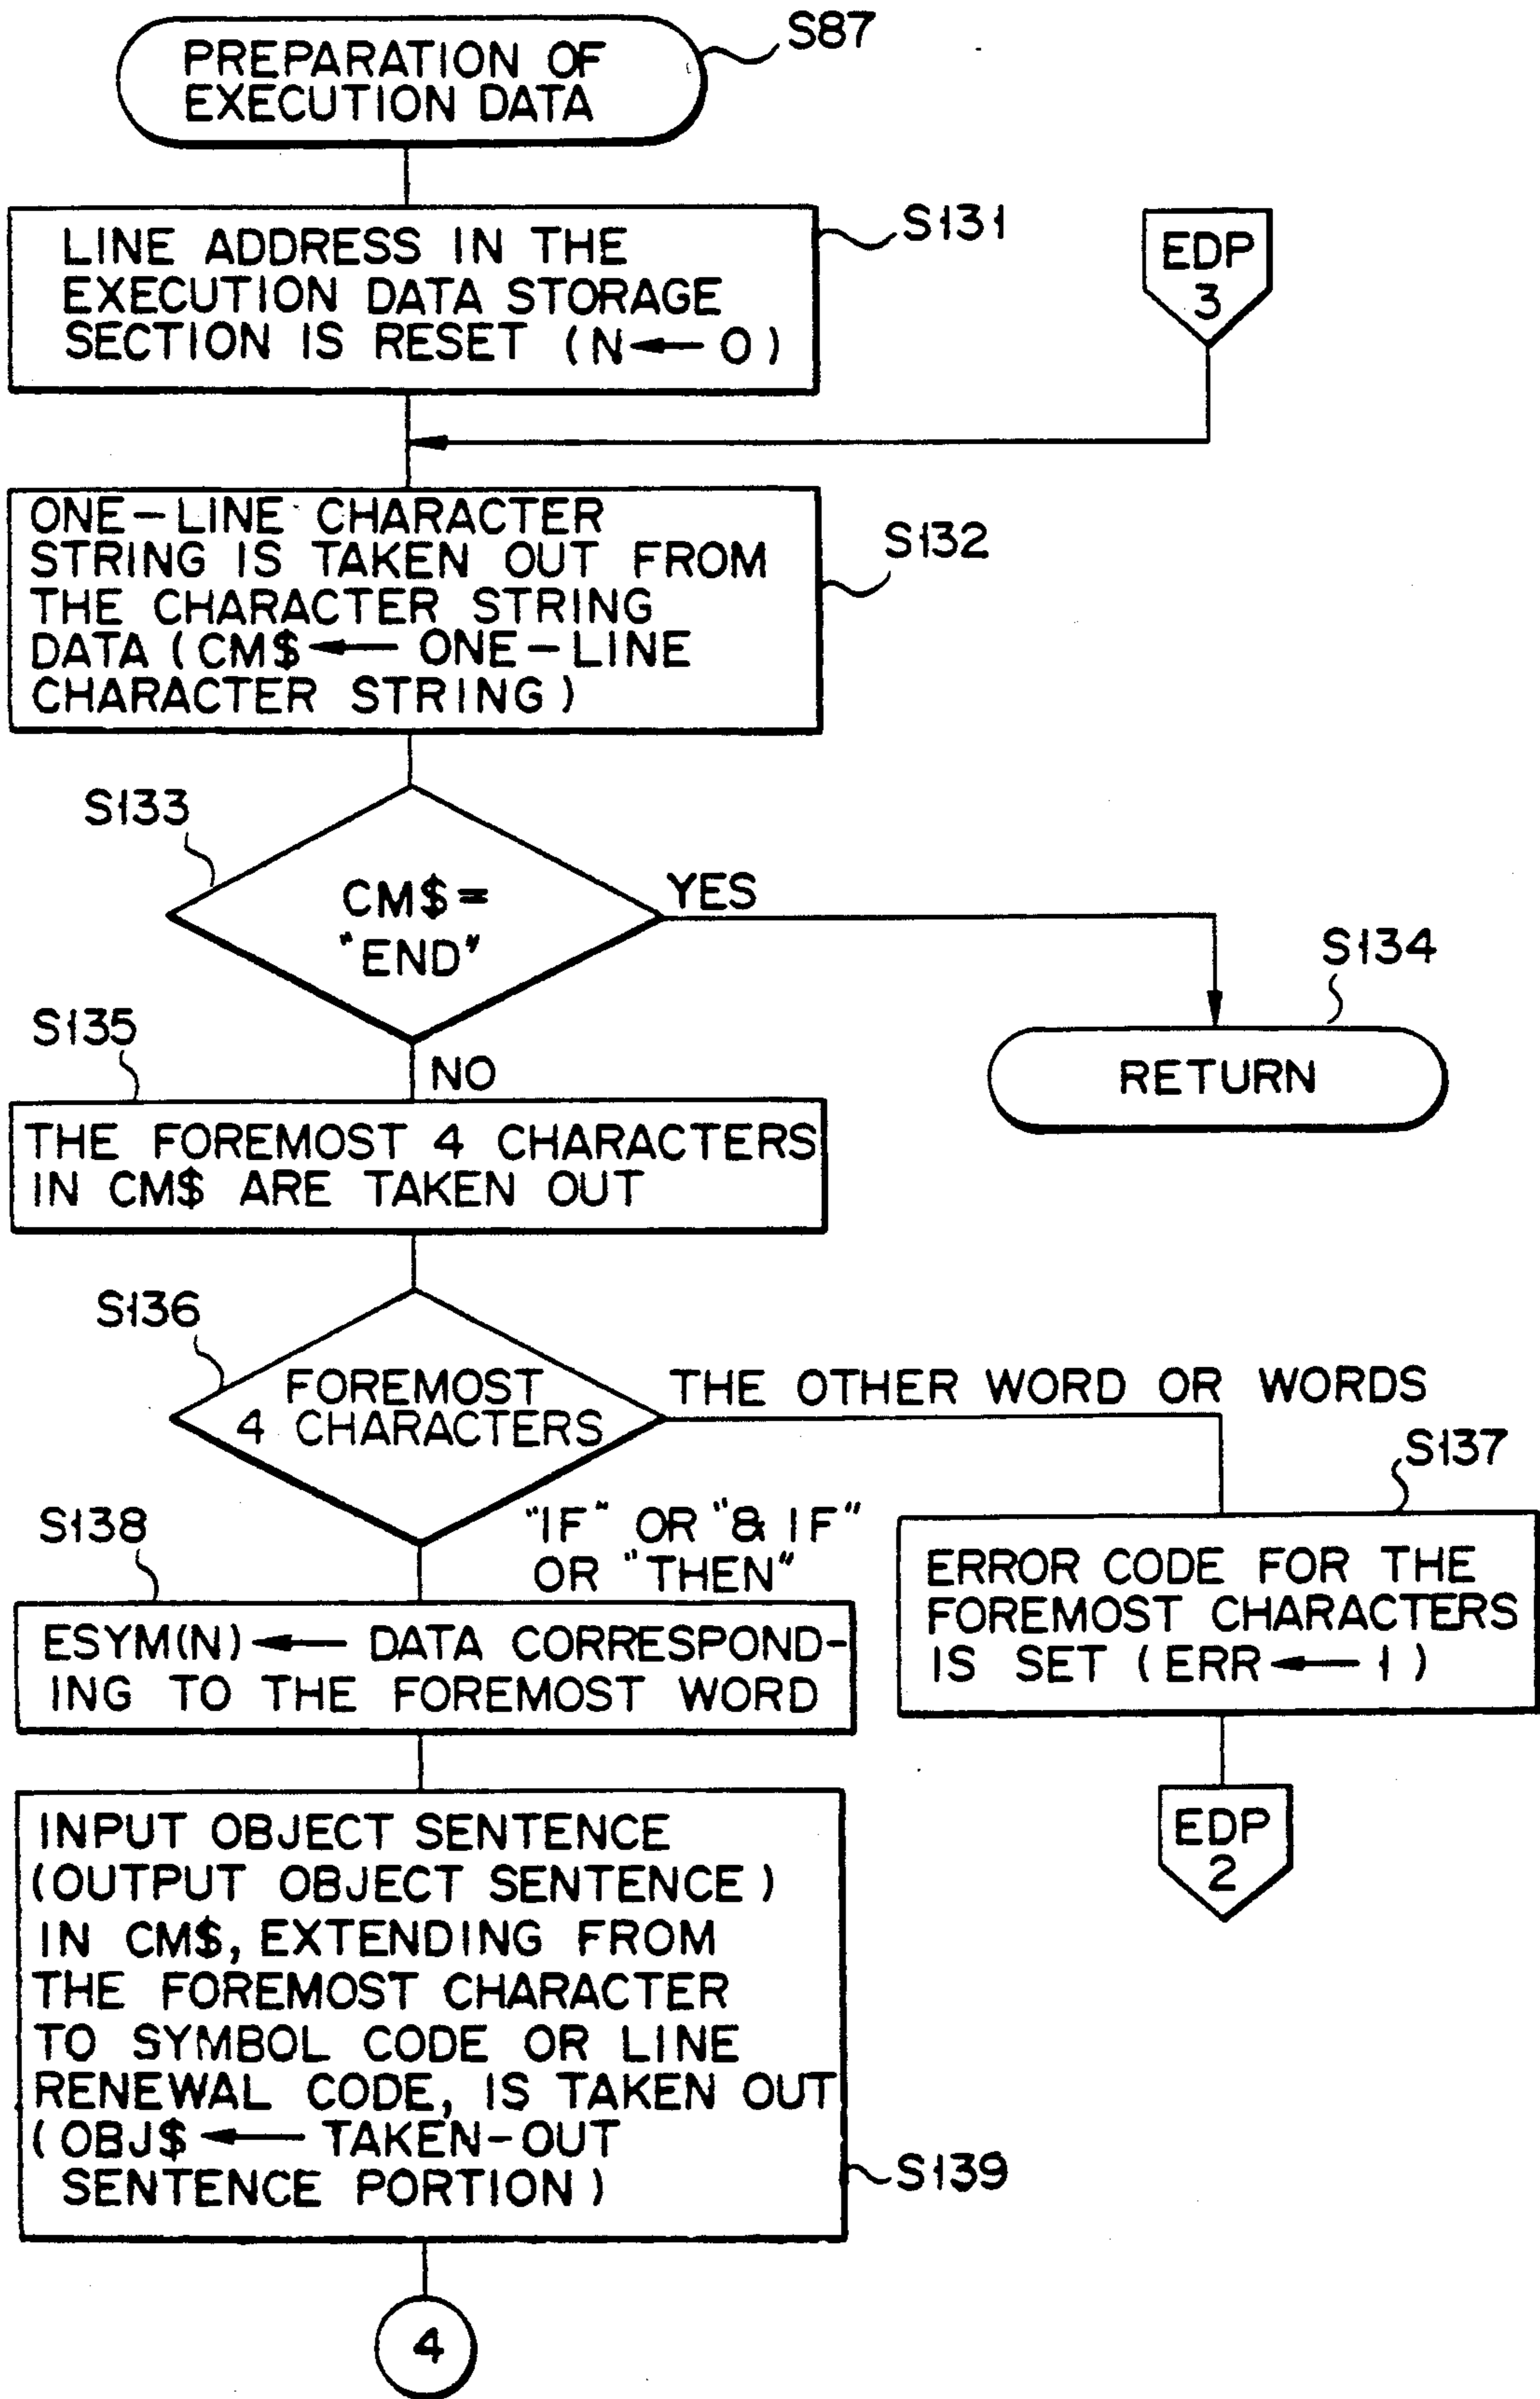 S87
PREPARATION OF
EXECUTION DATA
S131
LINE ADDRESS IN THE
EXECUTION DATA STORAGE
SECTION IS RESET (N ← 0)
EDP
3
ONE-LINE CHARACTER
STRING IS TAKEN OUT FROM
THE CHARACTER STRING
DATA (CM$ ← ONE-LINE
CHARACTER STRING)
S132
S133
CM$ =
"END"
YES
S134
RETURN
NO
S135
THE FOREMOST 4 CHARACTERS
IN CM$ ARE TAKEN OUT
S136
FOREMOST
4 CHARACTERS
THE OTHER WORD OR WORDS
S137
ERROR CODE FOR THE
FOREMOST CHARACTERS
IS SET (ERR ← 1)
EDP
2
"IF" OR "& IF"
OR "THEN"
S138
ESYM(N) ← DATA CORRESPOND-
ING TO THE FOREMOST WORD
INPUT OBJECT SENTENCE
(OUTPUT OBJECT SENTENCE)
IN CM$, EXTENDING FROM
THE FOREMOST CHARACTER
TO SYMBOL CODE OR LINE
RENEWAL CODE, IS TAKEN OUT
(OBJ$ ← TAKEN-OUT
SENTENCE PORTION)
S139
4